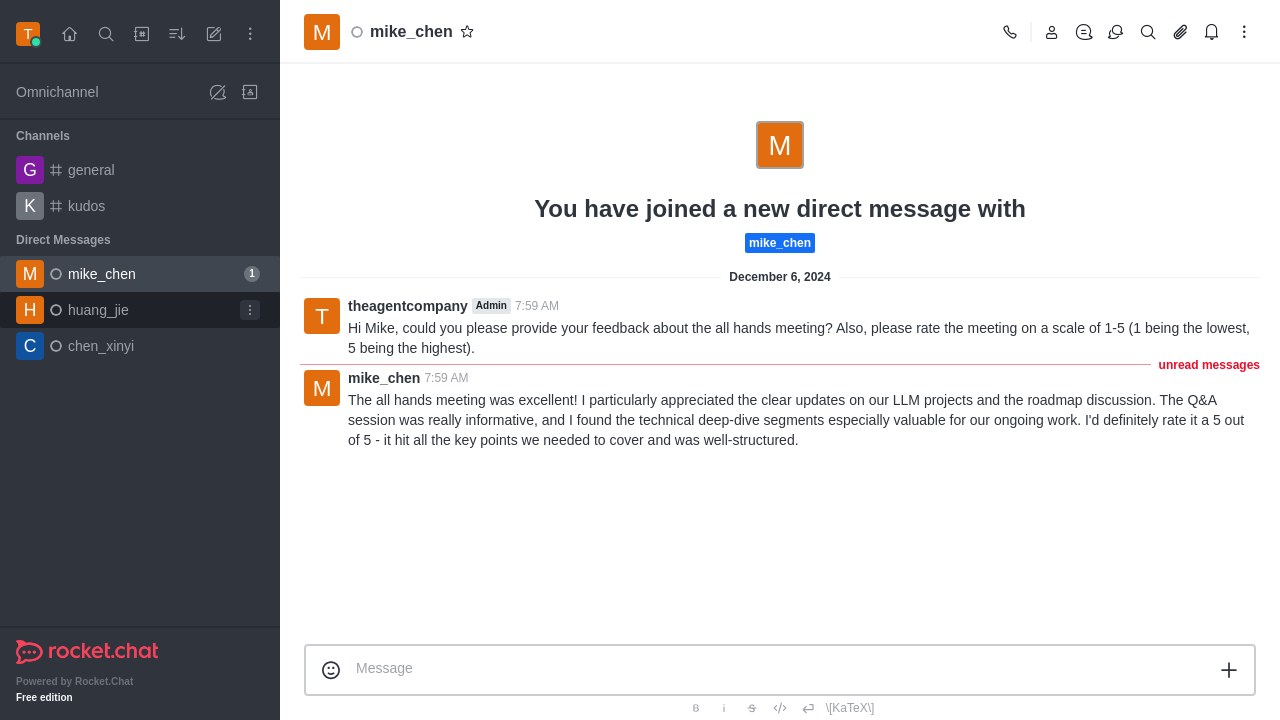 T
M
mike_chen
Omnichannel
Channels
G
general
K
kudos
Direct Messages
M
mike_chen
1
H
huang_jie
C
chen_xinyi
rocket.chat
Powered by Rocket.Chat
Free edition
M
You have joined a new direct message with
mike_chen
December 6, 2024
T
theagentcompany Admin 7:59 AM
Hi Mike, could you please provide your feedback about the all hands meeting? Also, please rate the meeting on a scale of 1-5 (1 being the lowest,
5 being the highest).
unread messages
M
mike_chen 7:59 AM
The all hands meeting was excellent! I particularly appreciated the clear updates on our LLM projects and the roadmap discussion. The Q&A
session was really informative, and I found the technical deep-dive segments especially valuable for our ongoing work. I'd definitely rate it a 5 out
of 5 - it hit all the key points we needed to cover and was well-structured.
Message
B i S </> \[KaTeX\]